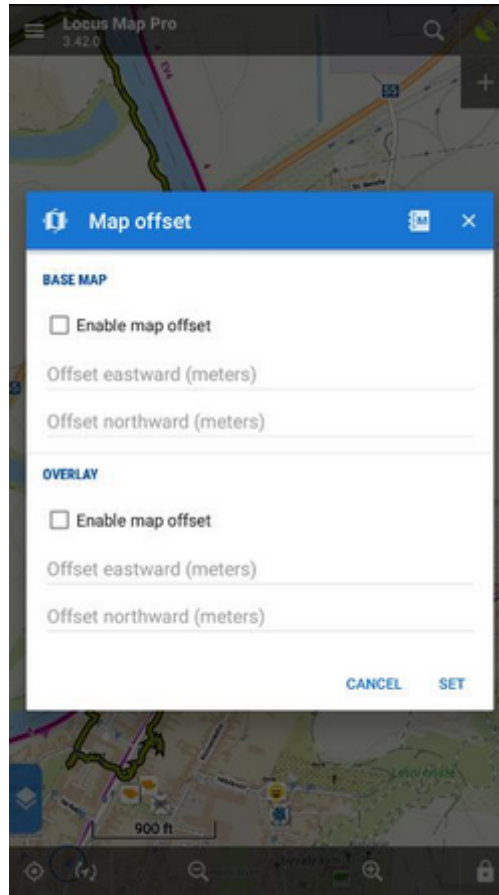 Locus Map Pro
3.42.0
EV4
55
Map offset
BASE MAP
Enable map offset
Offset eastward (meters)
Offset northward (meters)
OVERLAY
Enable map offset
Offset eastward (meters)
Offset northward (meters)
CANCEL SET
900 ft